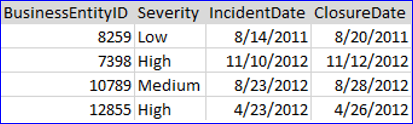 BusinessEntityID Severity IncidentDate ClosureDate
8259 Low 8/14/2011 8/20/2011
7398 High 11/10/2012 11/12/2012
10789 Medium 8/23/2012 8/28/2012
12855 High 4/23/2012 4/26/2012